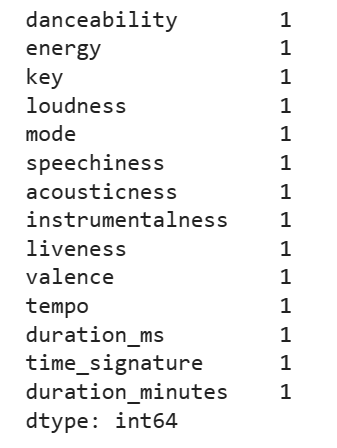 danceability 1
energy 1
key 1
loudness 1
mode 1
speechiness 1
acousticness 1
instrumentalness 1
liveness 1
valence 1
tempo 1
duration_ms 1
time_signature 1
duration_minutes 1
dtype: int64